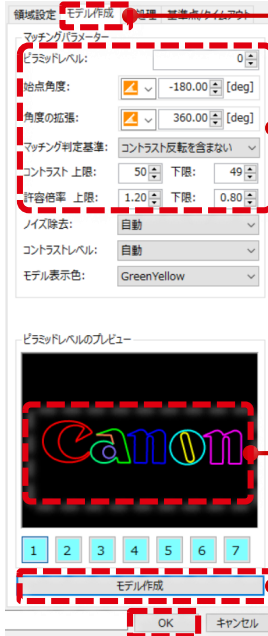 領域設定 モデル作成 処理 基準点/タイムアウト
マッチングパラメーター
ピラミッドレベル: 0
始点角度: -180.00 [deg]
角度の拡張: 360.00 [deg]
マッチング判定基準: コントラスト反転を含まない
コントラスト 上限: 50 下限: 49
許容倍率 上限: 1.20 下限: 0.80
ノイズ除去: 自動
コントラストレベル: 自動
モデル表示色: GreenYellow
ピラミッドレベルのプレビュー
Canon
1 2 3 4 5 6 7
モデル作成
OK キャンセル